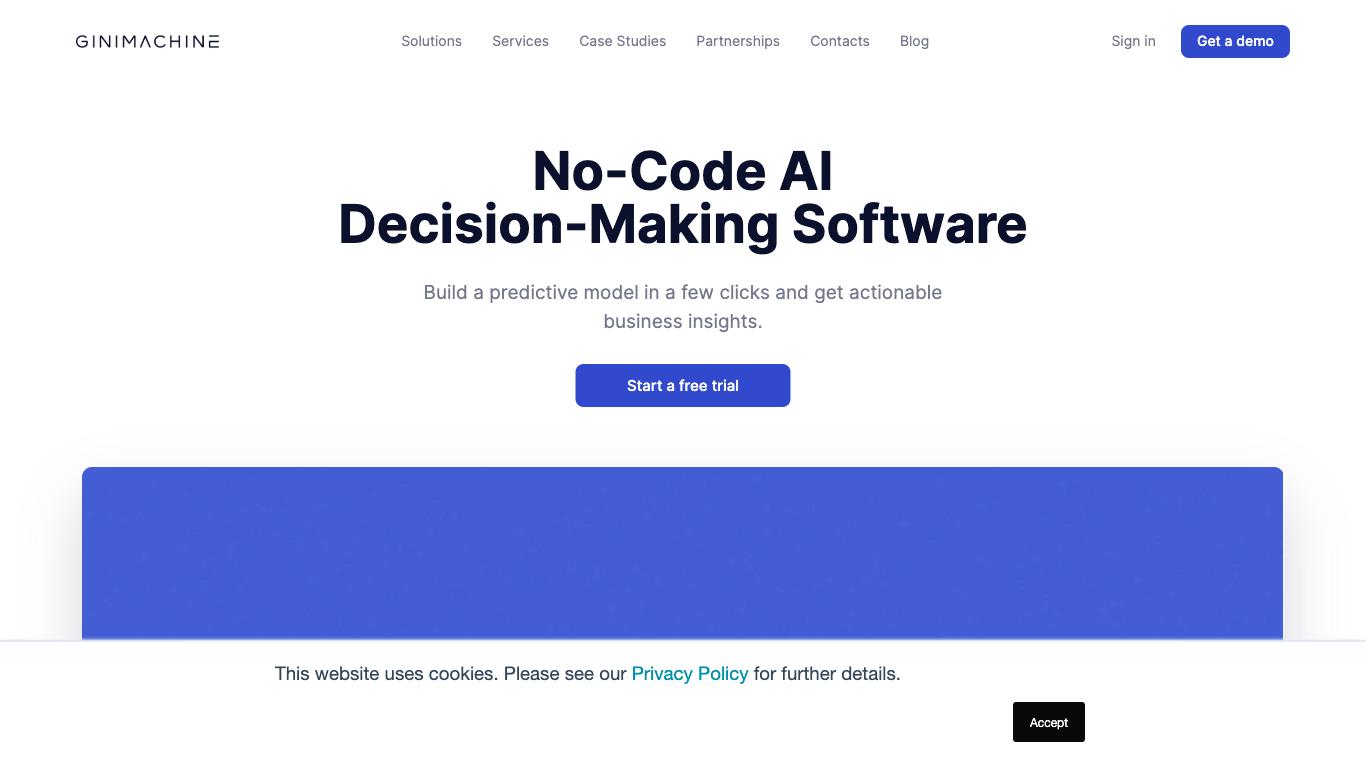 GINIMACHINE
Solutions
Services
Case Studies
Partnerships
Contacts
Blog
Sign in
Get a demo
No-Code AI
Decision-Making Software
Build a predictive model in a few clicks and get actionable
business insights.
Start a free trial
This website uses cookies. Please see our Privacy Policy for further details.
Accept